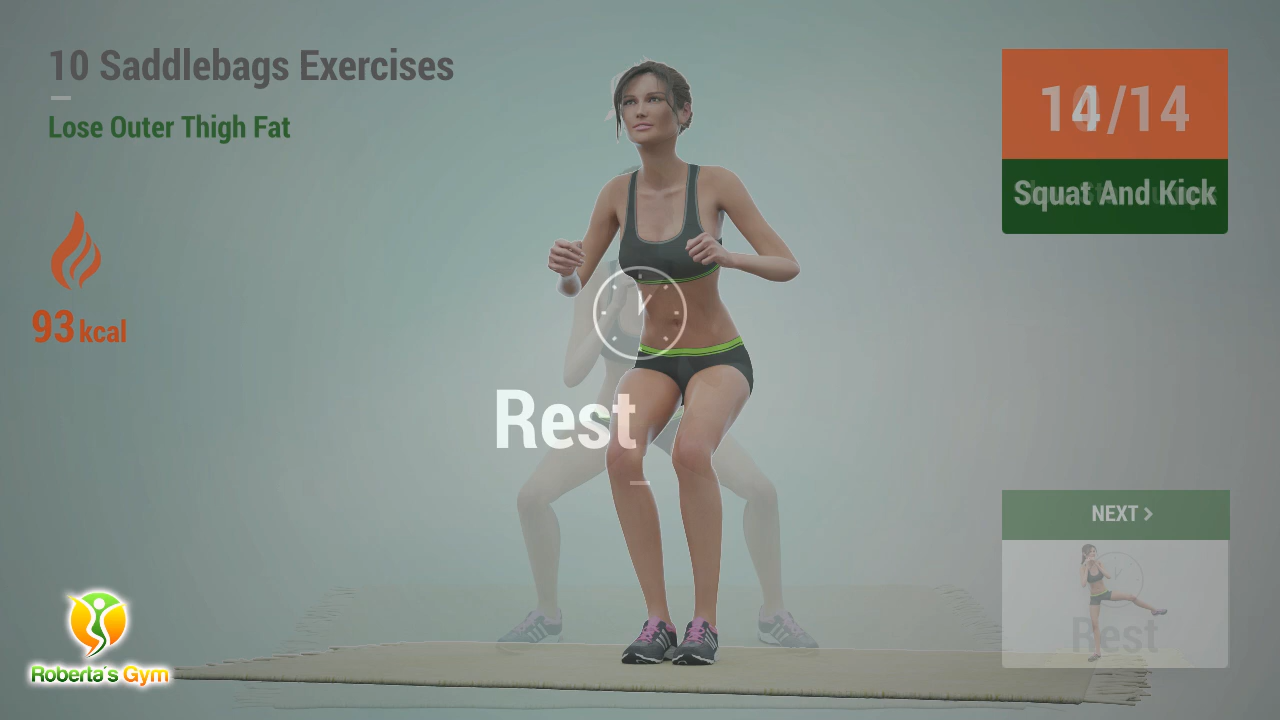 10 Saddlebags Exercises
Lose Outer Thigh Fat
14/14
Squat And Kick
93 kcal
Rest
NEXT >
Rest
Roberta´s Gym